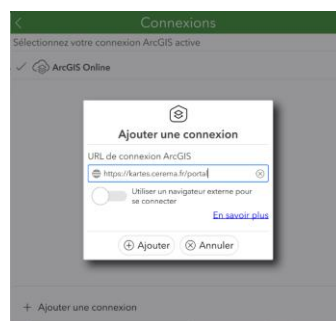 Connexions
Sélectionnez votre connexion ArcGIS active
ArcGIS Online
Ajouter une connexion
URL de connexion ArcGIS
https://kartes.cerema.fr/portal
Utiliser un navigateur externe pour
se connecter
En savoir plus
Ajouter
Annuler
+ Ajouter une connexion